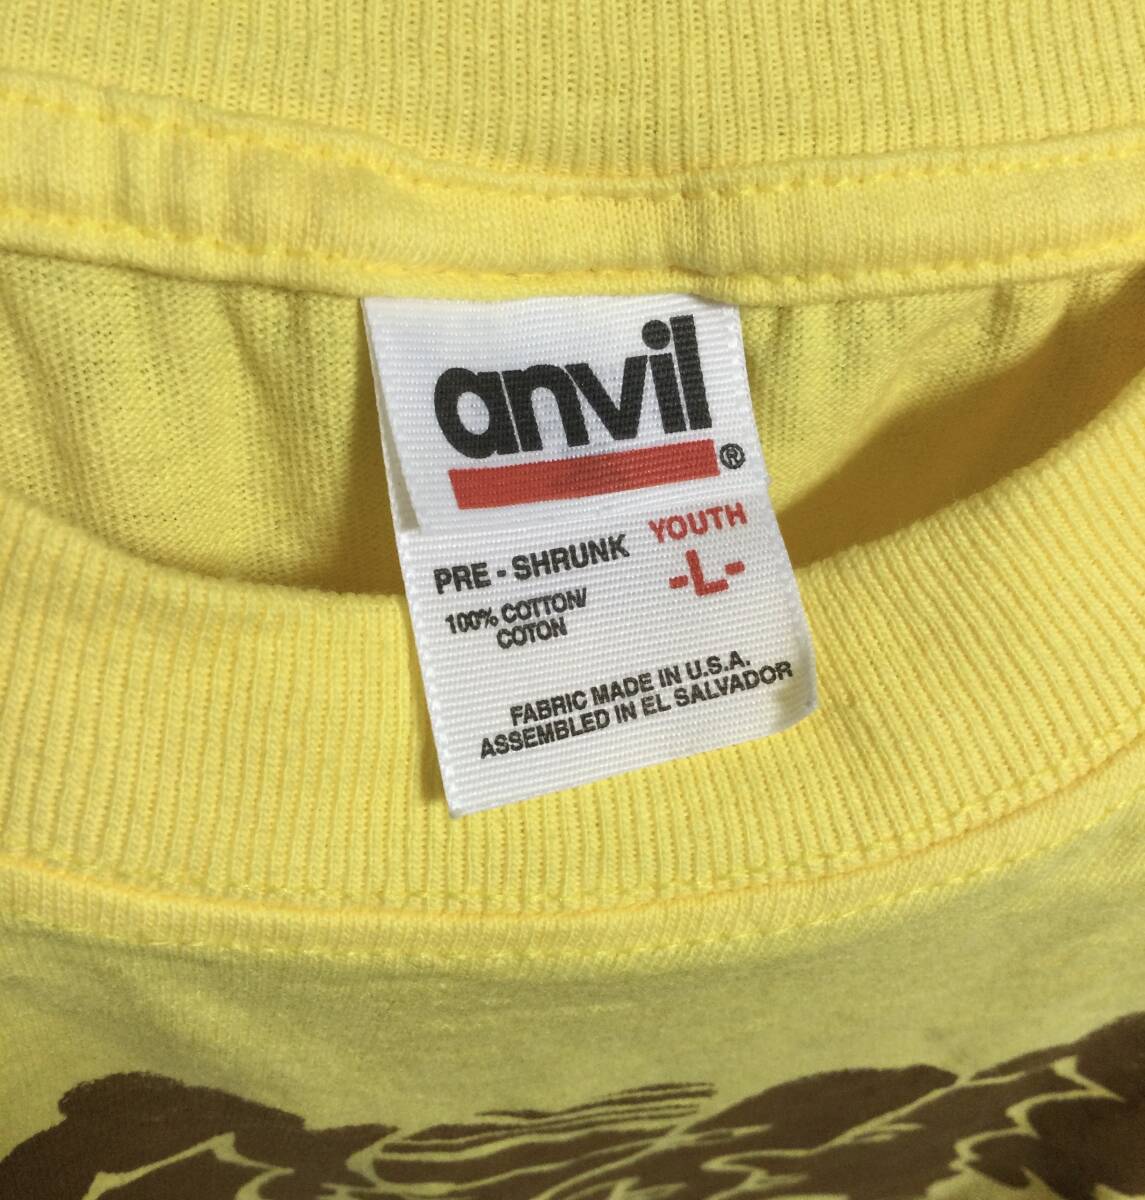 anvil®
YOUTH
-L-
PRE - SHRUNK
100% COTTON/
COTON
FABRIC MADE IN U.S.A.
ASSEMBLED IN EL SALVADOR